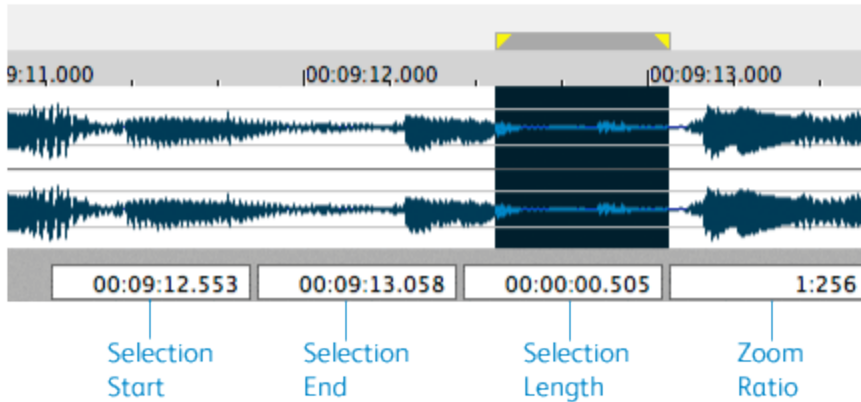 9:11.000 00:09:12.000 00:09:13.000
00:09:12.553 00:09:13.058 00:00:00.505 1:256
Selection Selection Selection Zoom
Start End Length Ratio